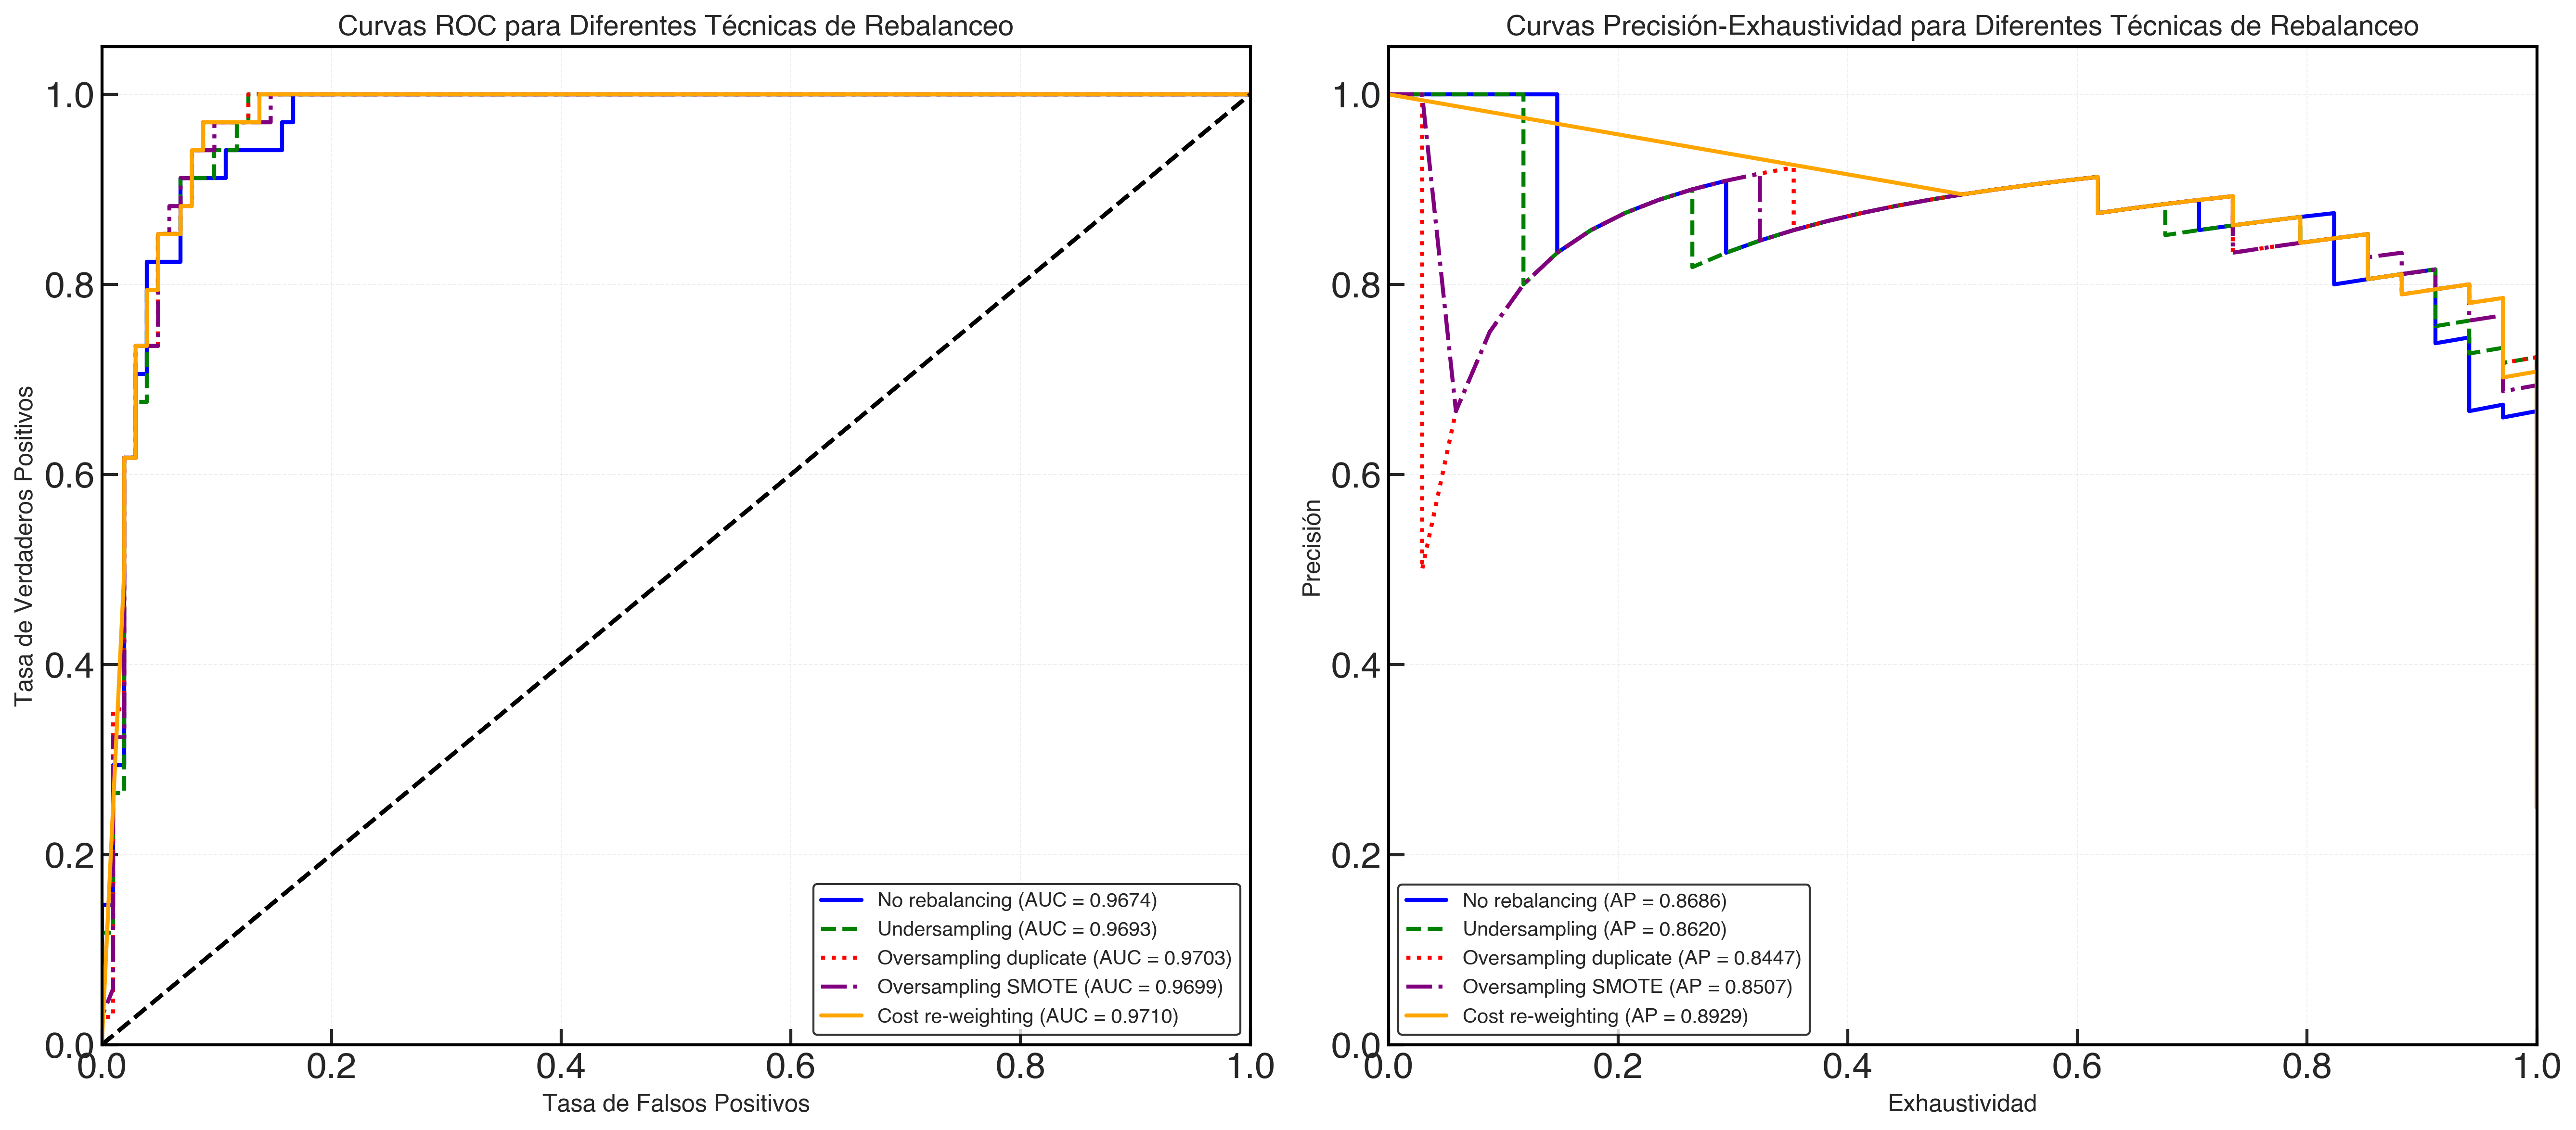 Curvas ROC para Diferentes Técnicas de Rebalanceo
1.0
0.8
0.6
0.4
0.2
0.0
Tasa de Verdaderos Positivos
No rebalancing (AUC = 0.9674)
Undersampling (AUC = 0.9693)
Oversampling duplicate (AUC = 0.9703)
Oversampling SMOTE (AUC = 0.9699)
Cost re-weighting (AUC = 0.9710)
0.0 0.2 0.4 0.6 0.8 1.0
Tasa de Falsos Positivos
Curvas Precisión-Exhaustividad para Diferentes Técnicas de Rebalanceo
1.0
0.8
0.6
0.4
0.2
0.0
Precisión
No rebalancing (AP = 0.8686)
Undersampling (AP = 0.8620)
Oversampling duplicate (AP = 0.8447)
Oversampling SMOTE (AP = 0.8507)
Cost re-weighting (AP = 0.8929)
0.0 0.2 0.4 0.6 0.8 1.0
Exhaustividad